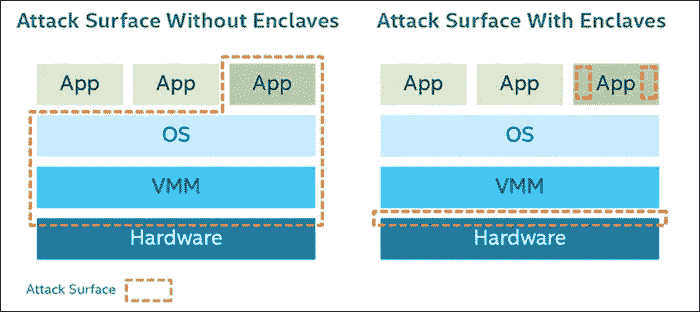 Attack Surface Without Enclaves
App App App
OS
VMM
Hardware
Attack Surface
Attack Surface With Enclaves
App App App
OS
VMM
Hardware